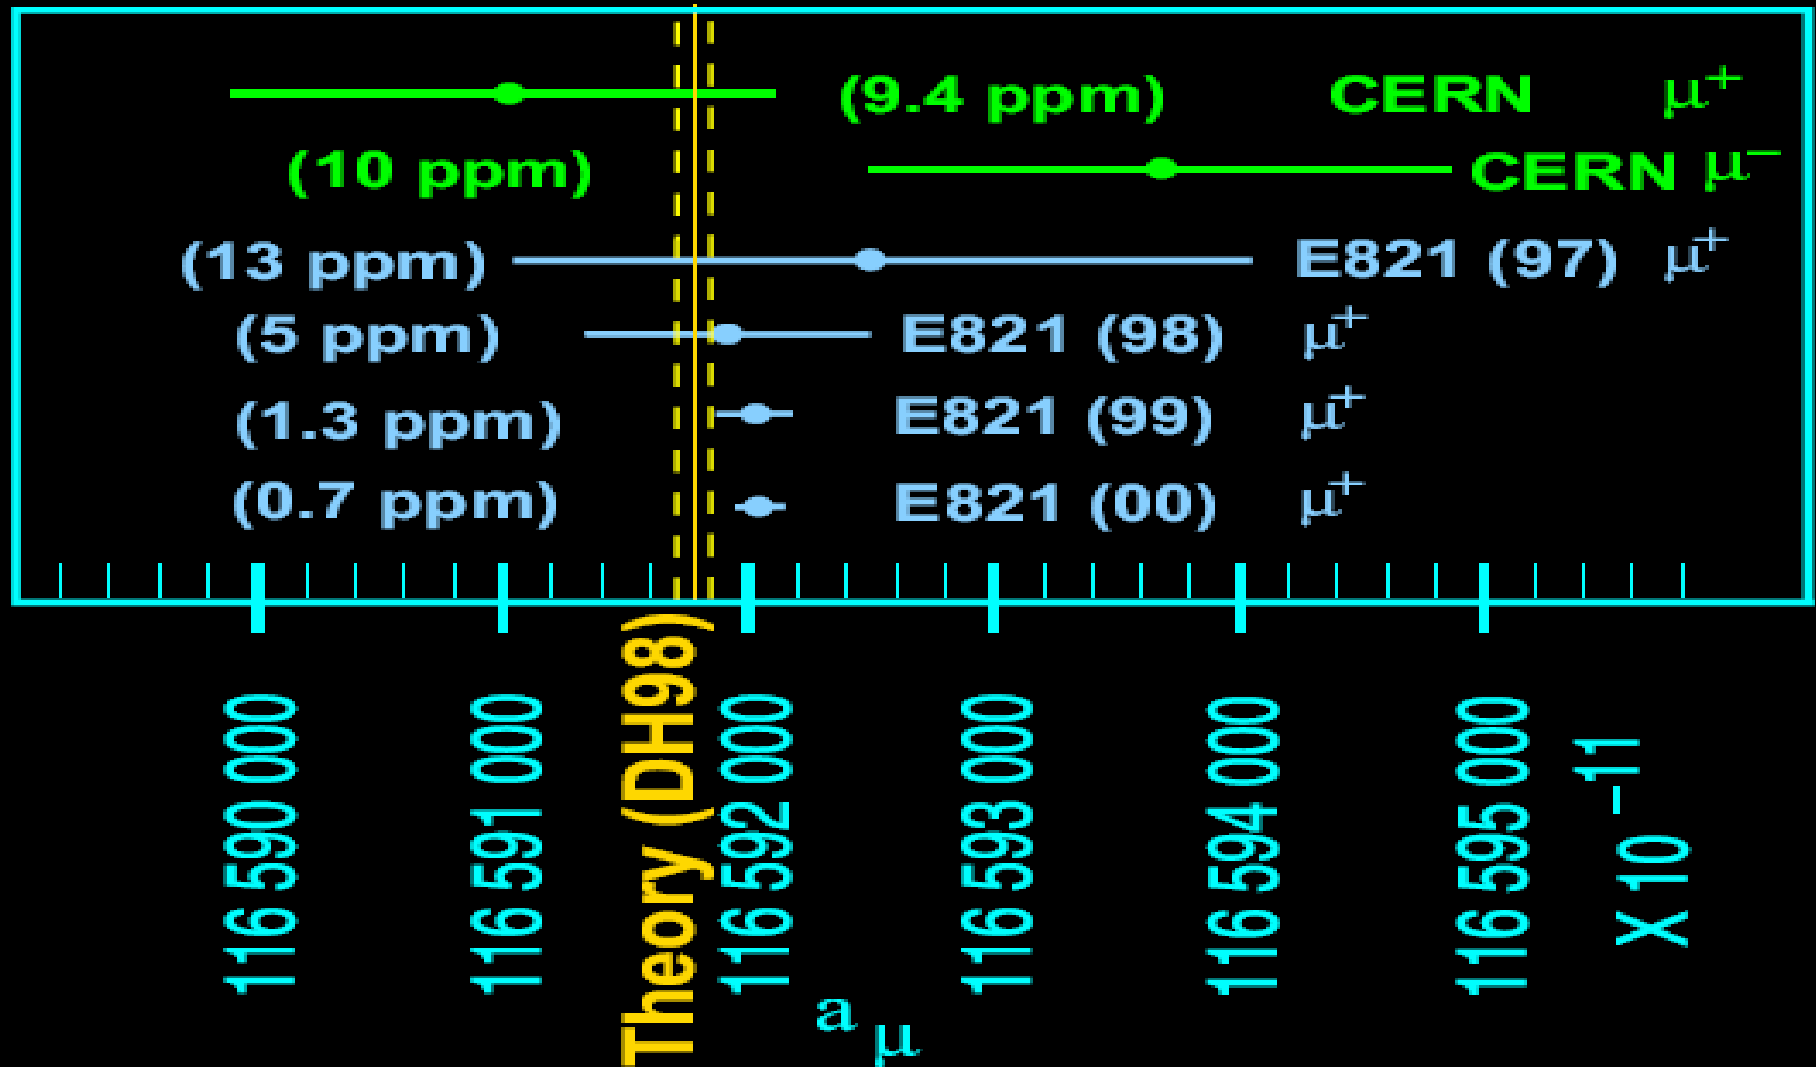 (9.4 ppm) CERN μ⁺
(10 ppm) CERN μ⁻
(13 ppm) E821 (97) μ⁺
(5 ppm) E821 (98) μ⁺
(1.3 ppm) E821 (99) μ⁺
(0.7 ppm) E821 (00) μ⁺
116 590 000
116 591 000
Theory (DH98)
116 592 000
116 593 000
116 594 000
116 595 000
X 10⁻¹¹
a μ